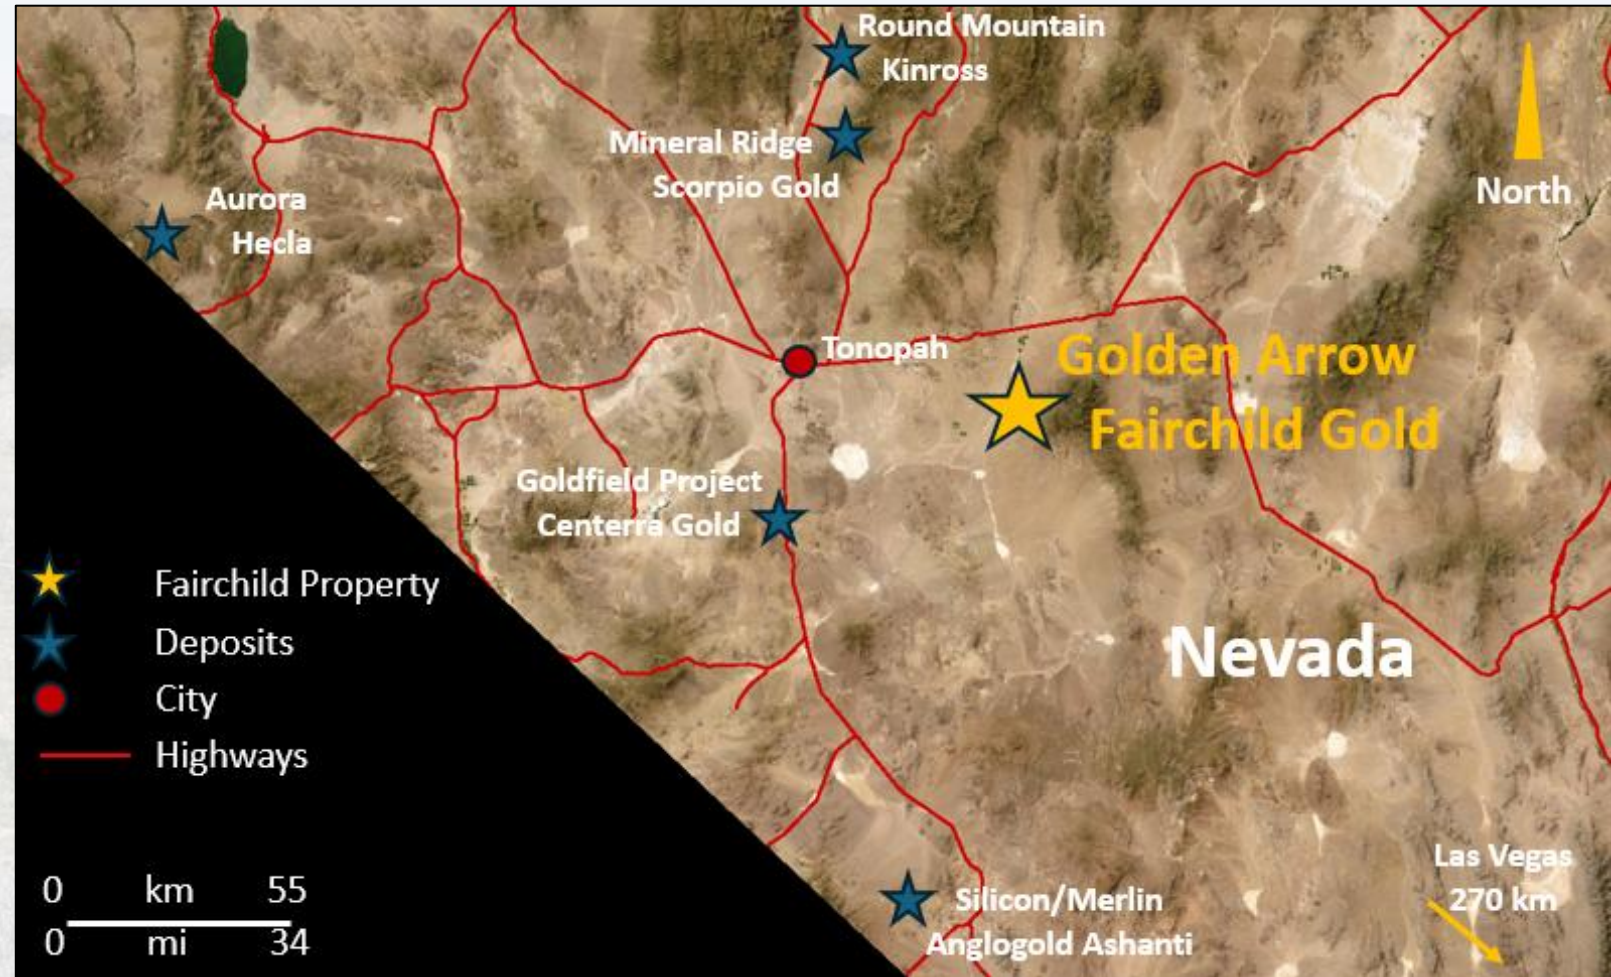 Round Mountain
Kinross
Mineral Ridge
Scorpio Gold
North
Aurora
Hecla
Tonopah
Golden Arrow
Fairchild Gold
Goldfield Project
Centerra Gold
Fairchild Property
Deposits
City
Highways
Nevada
0 km 55
0 mi 34
Las Vegas
270 km
Silicon/Merlin
Anglogold Ashanti